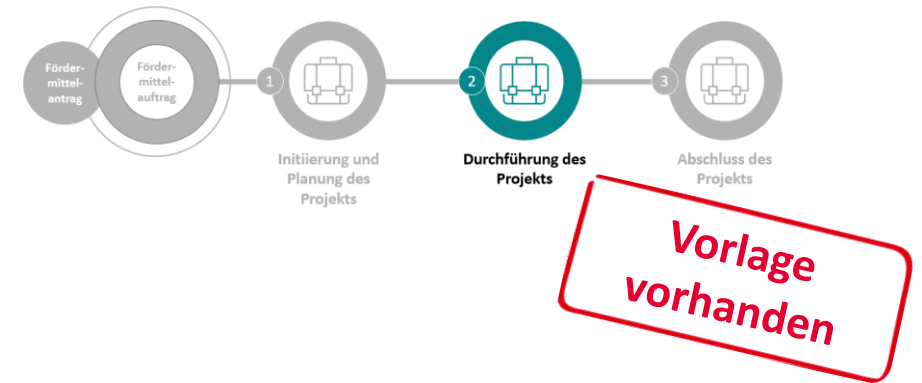 Förder-
mittel-
antrag
Förder-
mittel-
auftrag
1
2
3
Initiierung und
Planung des
Projekts
Durchführung des
Projekts
Abschluss des
Projekts
Vorlage
vorhanden